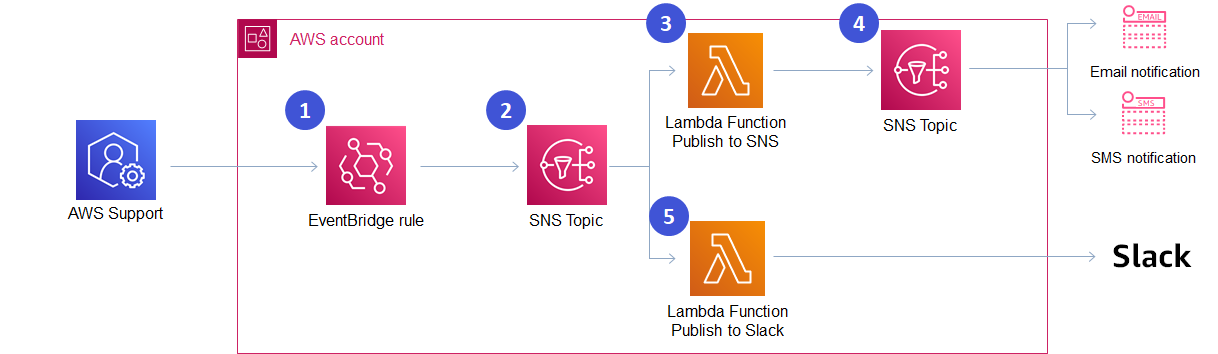 AWS account
1
2
3
4
5
AWS Support
EventBridge rule
SNS Topic
Lambda Function
Publish to SNS
SNS Topic
Lambda Function
Publish to Slack
EMAIL
Email notification
SMS
SMS notification
Slack